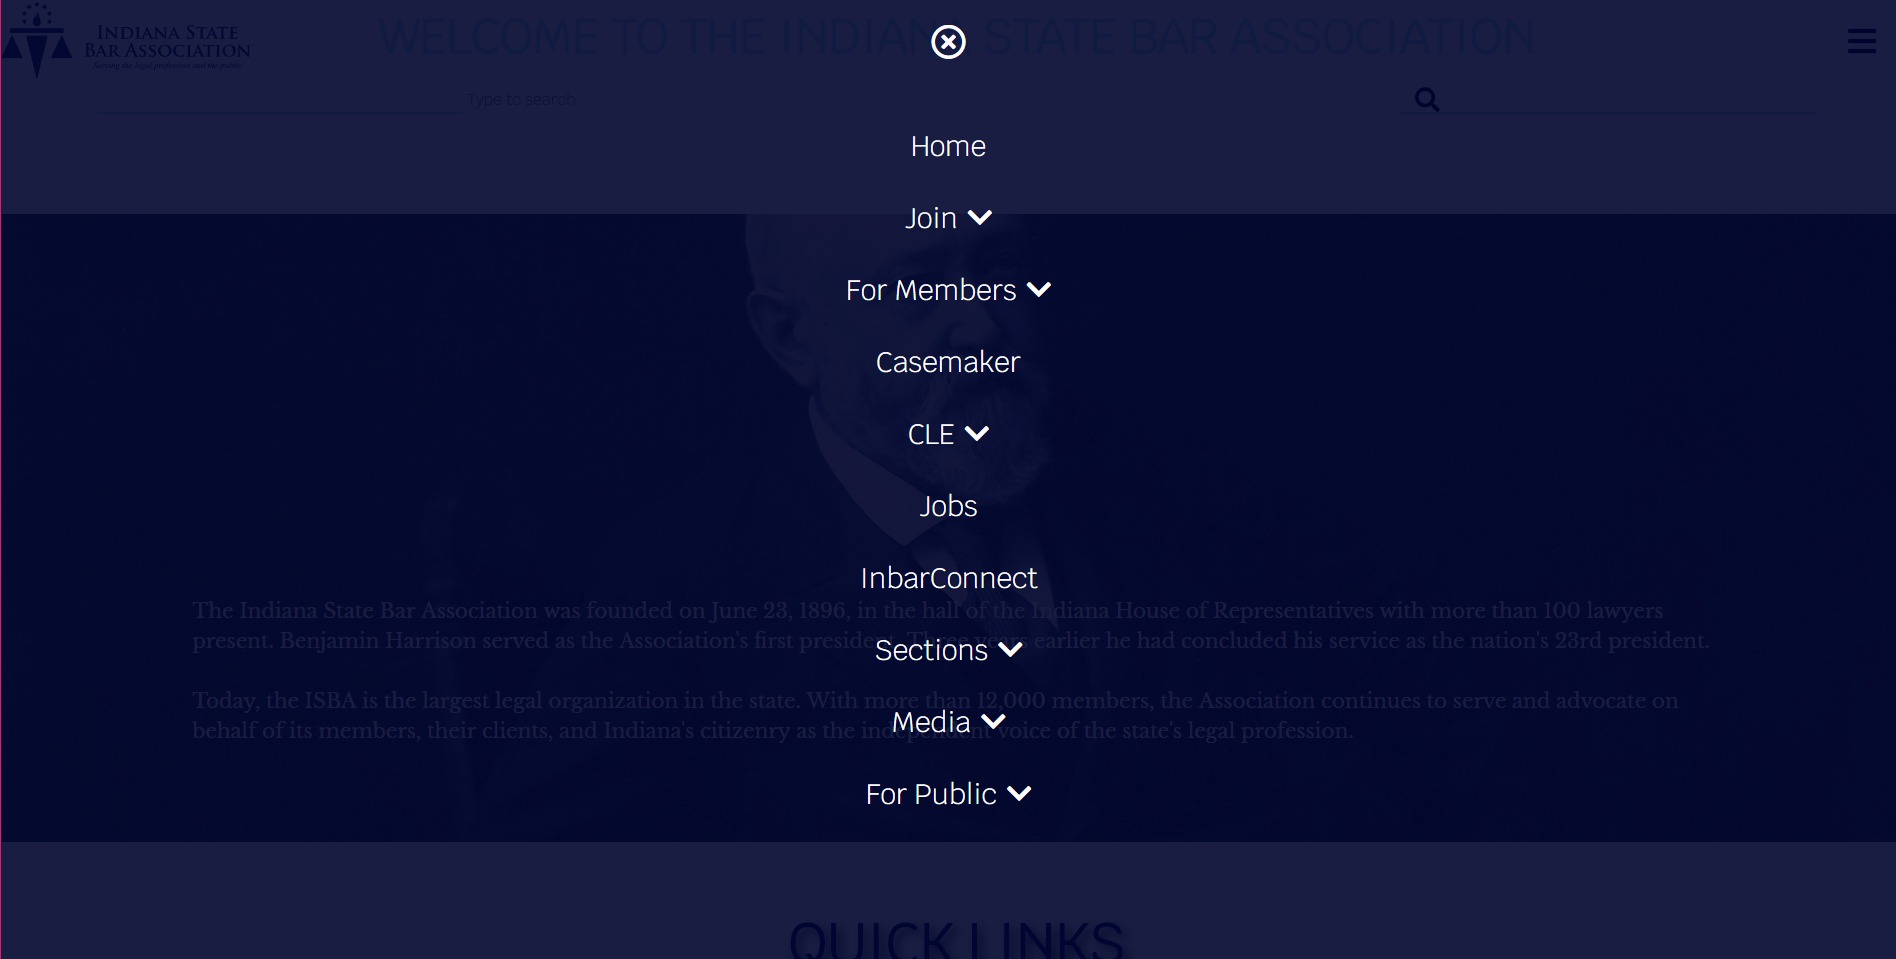 INDIANA STATE
BAR ASSOCIATION
Serving the legal profession and the public
WELCOME TO THE INDIANA STATE BAR ASSOCIATION
Type to search
Home
Join
For Members
Casemaker
CLE
Jobs
InbarConnect
The Indiana State Bar Association was founded on June 23, 1896, in the hall of the Indiana House of Representatives with more than 100 lawyers
present. Benjamin Harrison served as the Association's first president. Three years earlier he had concluded his service as the nation's 23rd president.
Sections
Today, the ISBA is the largest legal organization in the state. With more than 12,000 members, the Association continues to serve and advocate on
behalf of its members, their clients, and Indiana's citizenry as the independent voice of the state's legal profession.
Media
For Public
QUICK LINKS